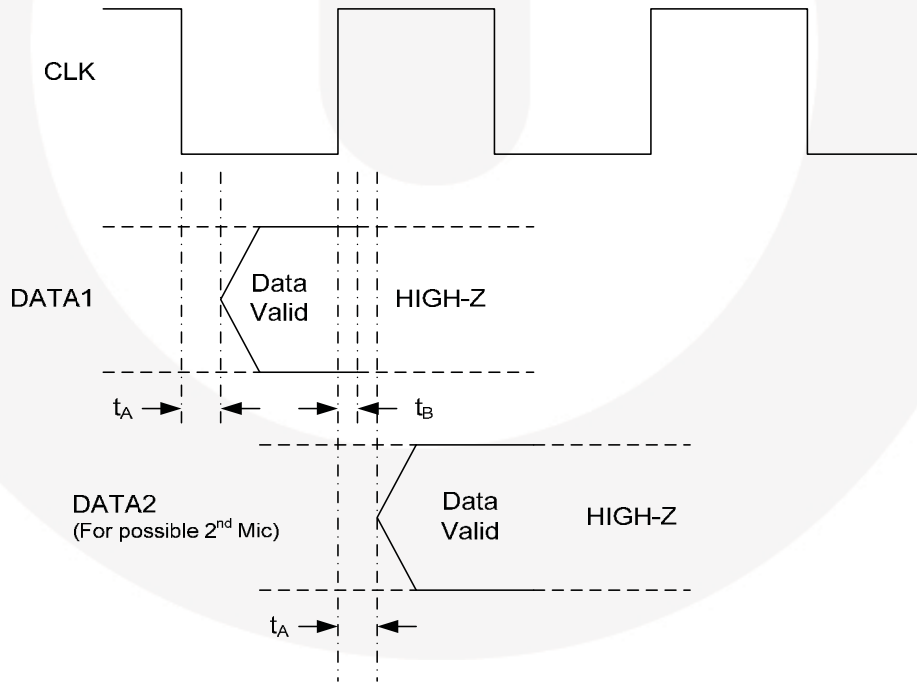 CLK
DATA1
Data
Valid
HIGH-Z
tA
tB
DATA2
(For possible 2nd Mic)
Data
Valid
HIGH-Z
tA